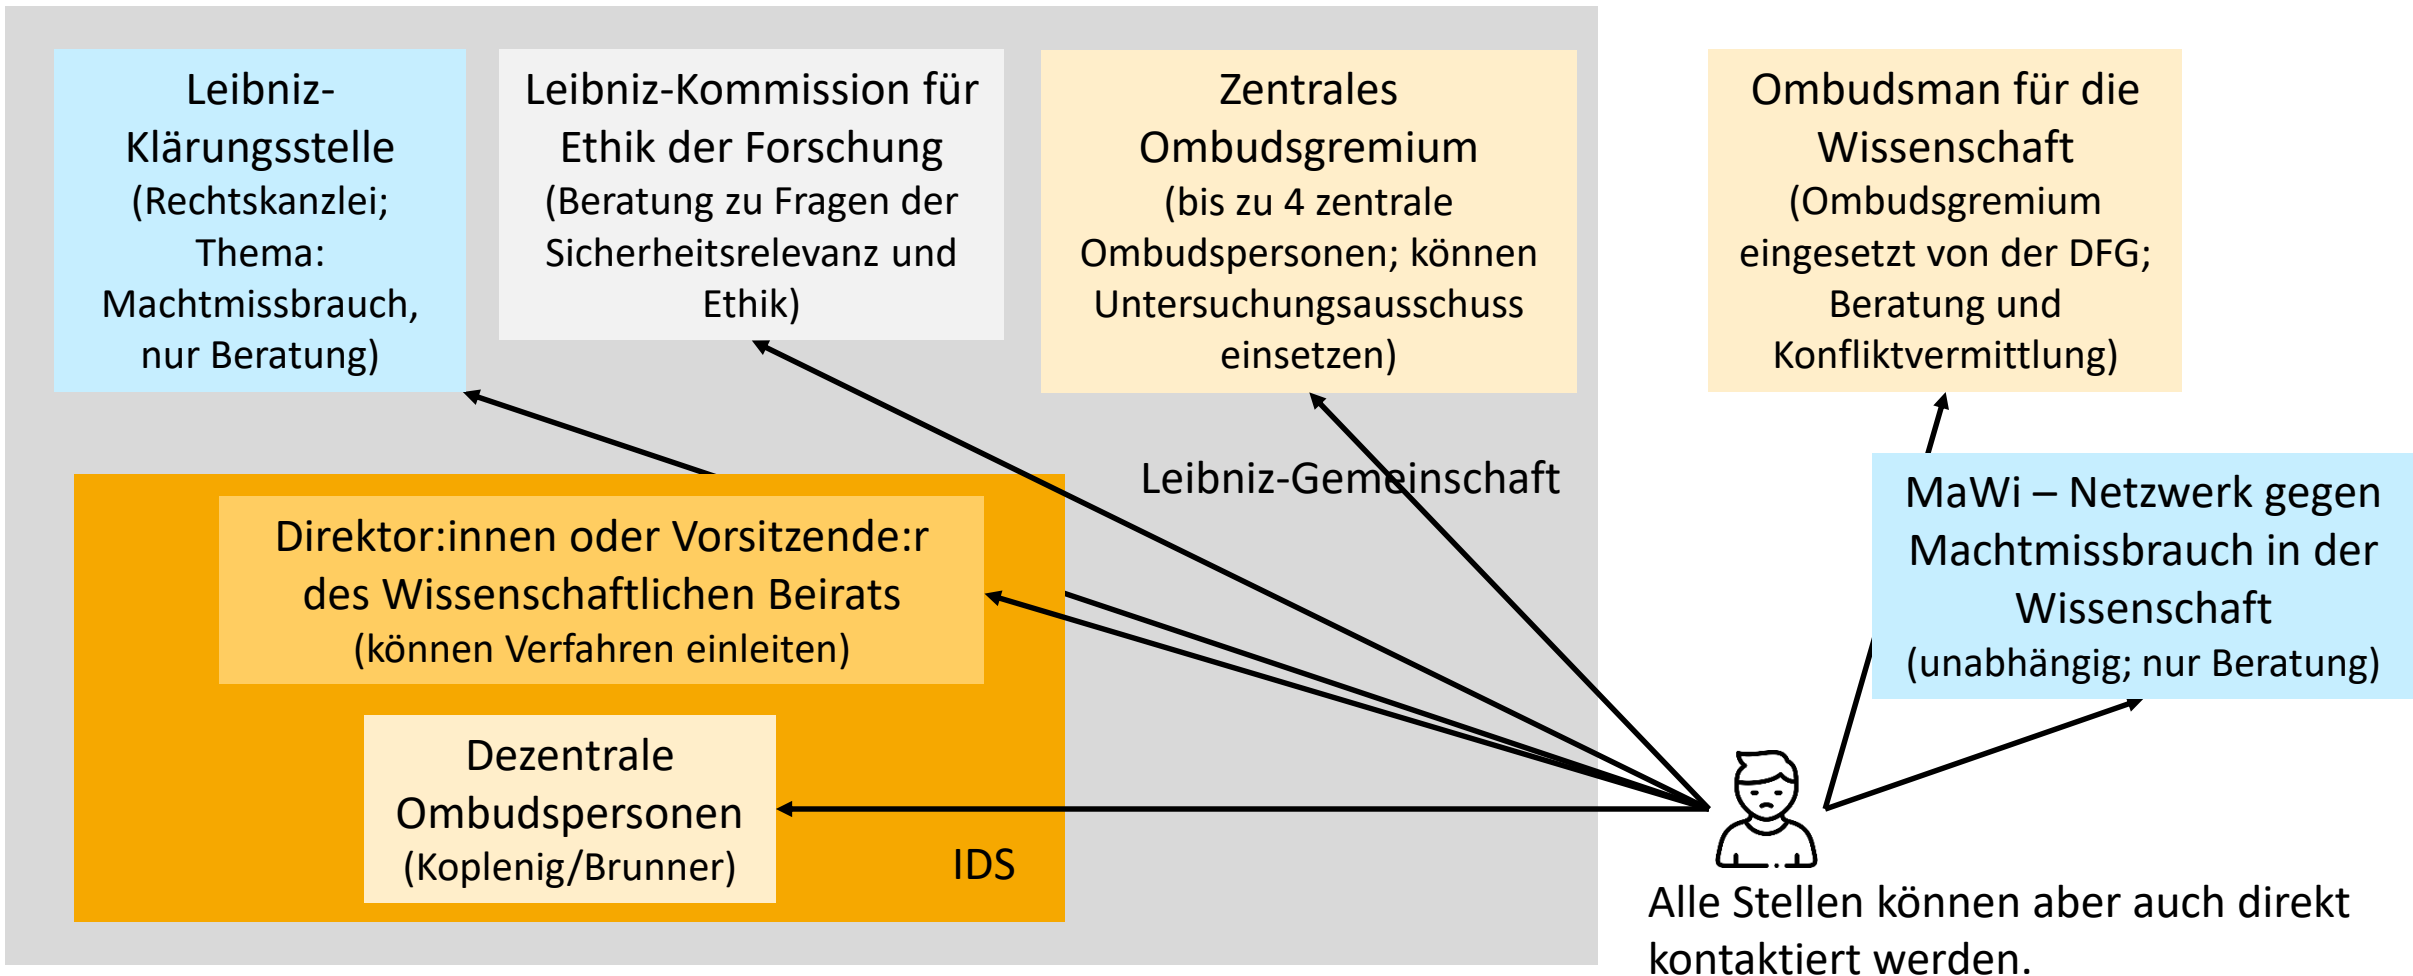 Leibniz-
Klärungsstelle
(Rechtskanzlei;
Thema:
Machtmissbrauch,
nur Beratung)
Leibniz-Kommission für
Ethik der Forschung
(Beratung zu Fragen der
Sicherheitsrelevanz und
Ethik)
Zentrales
Ombudsgremium
(bis zu 4 zentrale
Ombudspersonen; können
Untersuchungsausschuss
einsetzen)
Ombudsman für die
Wissenschaft
(Ombudsgremium
eingesetzt von der DFG;
Beratung und
Konfliktvermittlung)
Leibniz-Gemeinschaft
MaWi – Netzwerk gegen
Machtmissbrauch in der
Wissenschaft
(unabhängig; nur Beratung)
Direktor:innen oder Vorsitzende:r
des Wissenschaftlichen Beirats
(können Verfahren einleiten)
Dezentrale
Ombudspersonen
(Koplenig/Brunner)
IDS
Alle Stellen können aber auch direkt
kontaktiert werden.